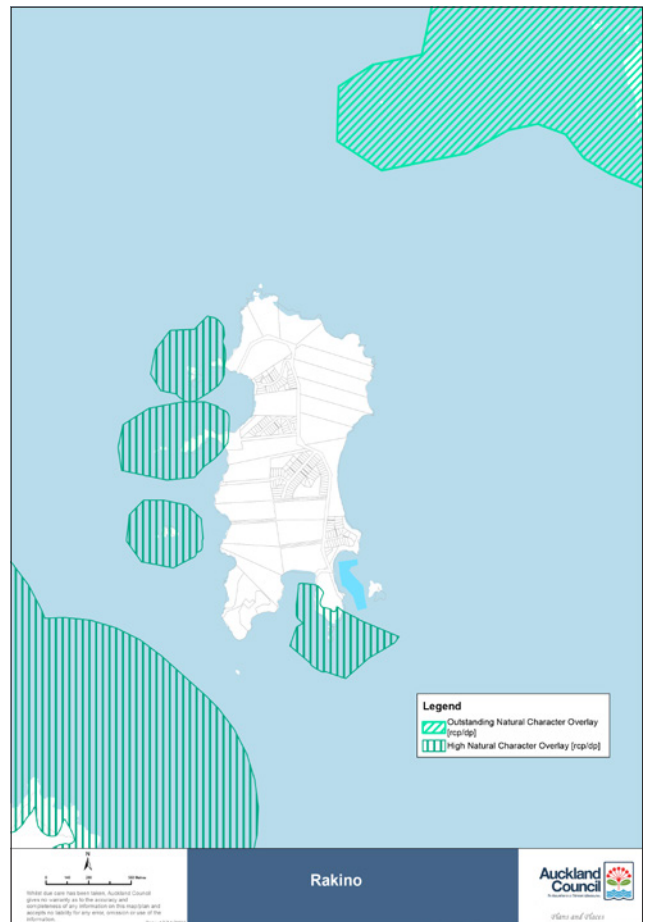 Legend
Outstanding Natural Character Overlay
[rcp/dp]
High Natural Character Overlay [rcp/dp]
N
Whilst due care has been taken, Auckland Council
gives no warranty as to the accuracy and
completeness of any information on this map/plan and
accepts no liability for any error, omission or use of the
information.
Rakino
Auckland
Council
Plans and Places